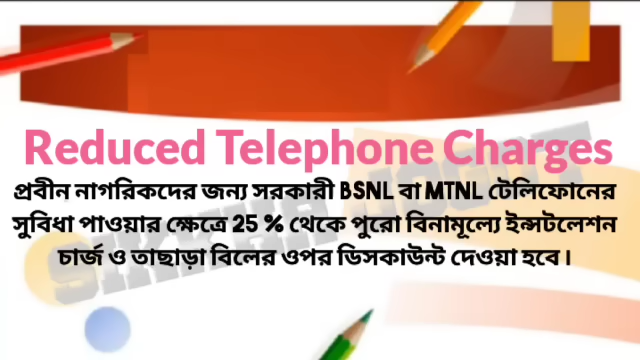 Reduced Telephone Charges
প্রবীন নাগরিকদের জন্য সরকারী BSNL বা MTNL টেলিফোনের
সুবিধা পাওয়ার ক্ষেত্রে 25 % থেকে পুরো বিনামূল্যে ইন্সটলেশন
চার্জ ও তাছাড়া বিলের ওপর ডিসকাউন্ট দেওয়া হবে।